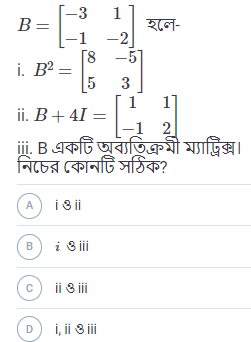 B = [−3 1; −1 −2] হলে-
i. B² = [8 −5; 5 3]
ii. B + 4I = [1 1; −1 2]
iii. B একটি অব্যতিক্রমী ম্যাট্রিক্স।
নিচের কোনটি সঠিক?
A i ও ii
B i ও iii
C ii ও iii
D i, ii ও iii